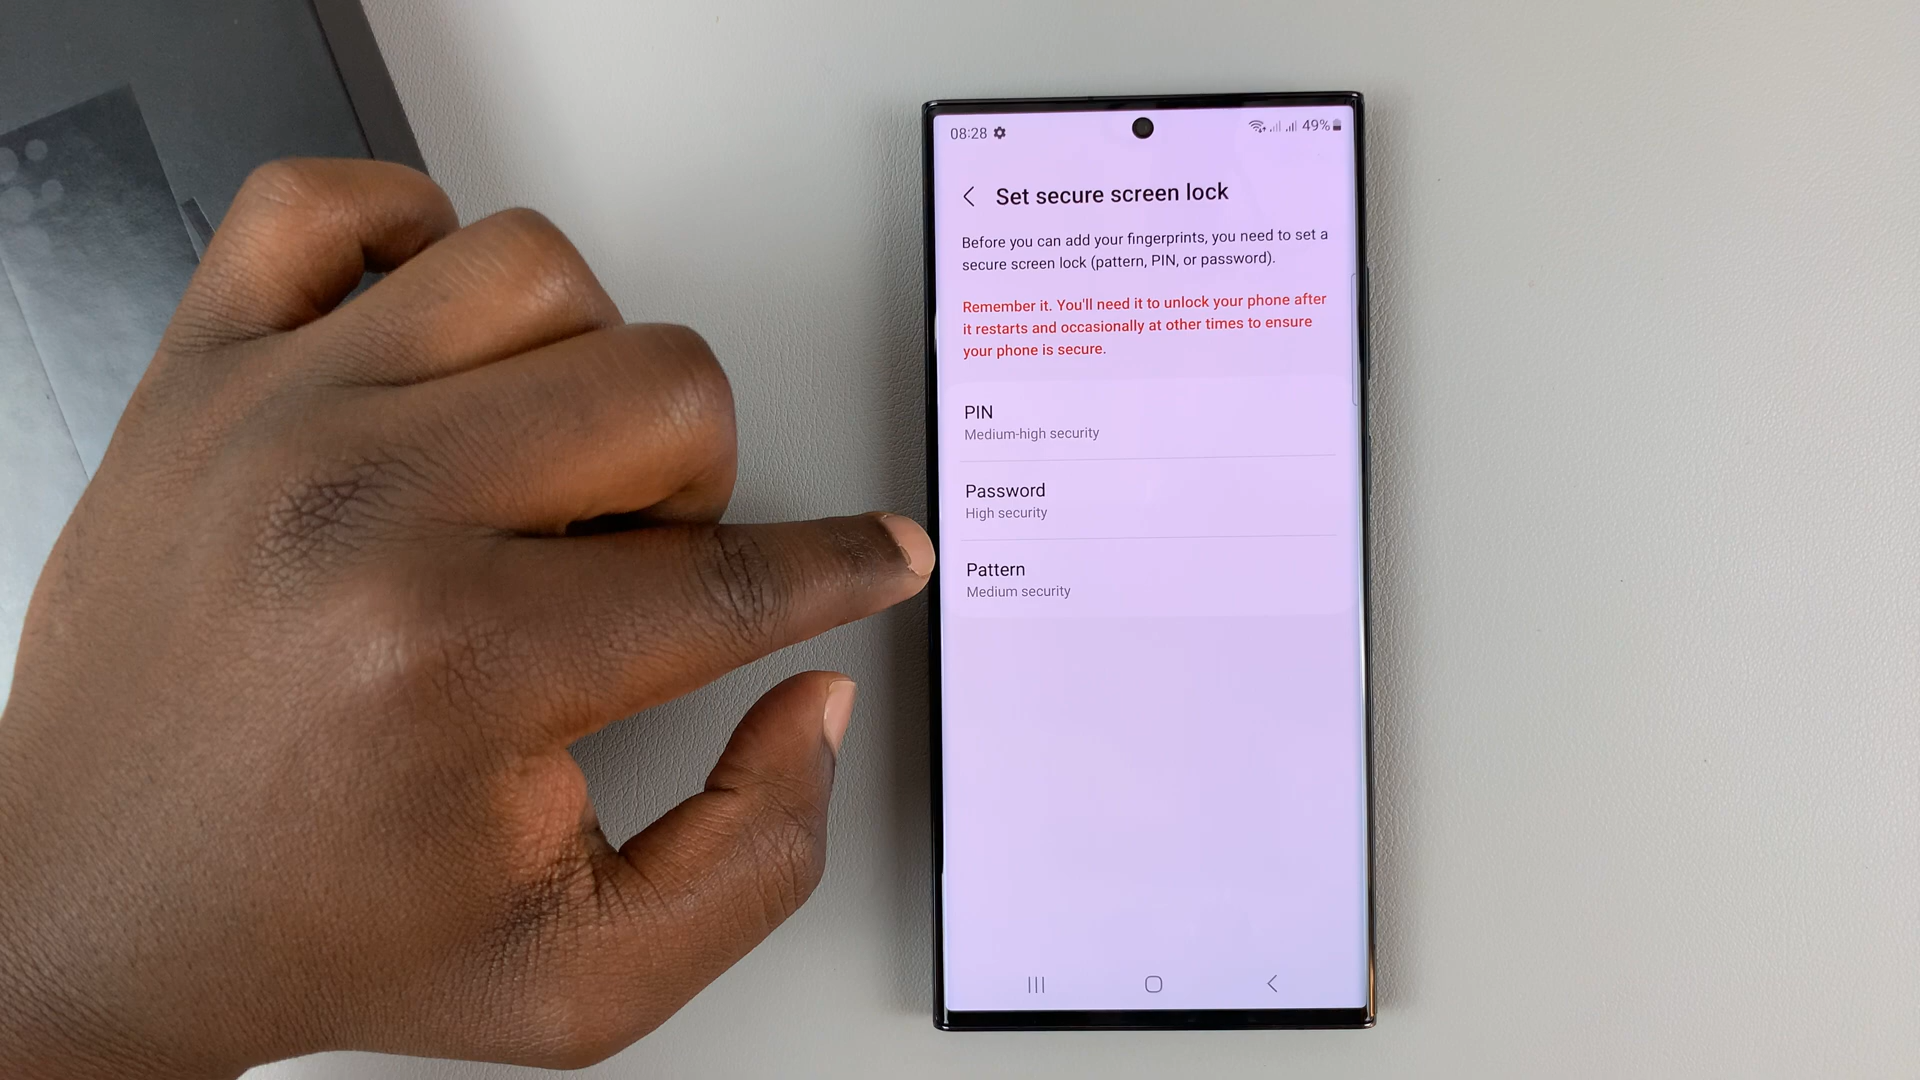 08:28 49%
Set secure screen lock
Before you can add your fingerprints, you need to set a
secure screen lock (pattern, PIN, or password).
Remember it. You'll need it to unlock your phone after
it restarts and occasionally at other times to ensure
your phone is secure.
PIN
Medium-high security
Password
High security
Pattern
Medium security